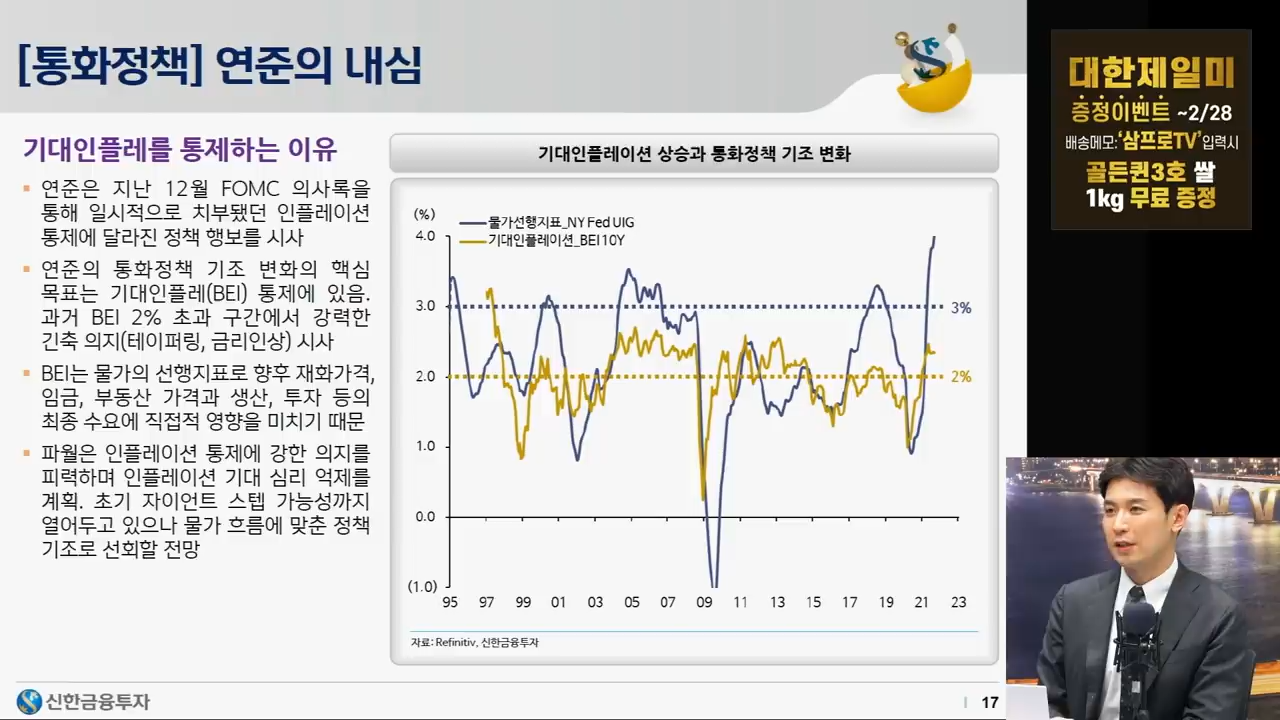 [통화정책] 연준의 내심
기대인플레를 통제하는 이유
▪ 연준은 지난 12월 FOMC 의사록을
통해 일시적으로 치부됐던 인플레이션
통제에 달라진 정책 행보를 시사
▪ 연준의 통화정책 기조 변화의 핵심
목표는 기대인플레(BEI) 통제에 있음.
과거 BEI 2% 초과 구간에서 강력한
긴축 의지(테이퍼링, 금리인상) 시사
▪ BEI는 물가의 선행지표로 향후 재화가격,
임금, 부동산 가격과 생산, 투자 등의
최종 수요에 직접적 영향을 미치기 때문
▪ 파월은 인플레이션 통제에 강한 의지를
피력하며 인플레이션 기대 심리 억제를
계획. 초기 자이언트 스텝 가능성까지
열어두고 있으나 물가 흐름에 맞춘 정책
기조로 선회할 전망
기대인플레이션 상승과 통화정책 기조 변화
(%)
물가선행지표_NY Fed UIG
기대인플레이션_BEI 10Y
4.0
3.0
3%
2.0
2%
1.0
0.0
(1.0)
95 97 99 01 03 05 07 09 11 13 15 17 19 21 23
자료: Refinitiv, 신한금융투자
신한금융투자
17
대한제일미
증정이벤트 ~2/28
배송메모:'삼프로TV'입력시
골든퀸3호 쌀
1kg 무료 증정